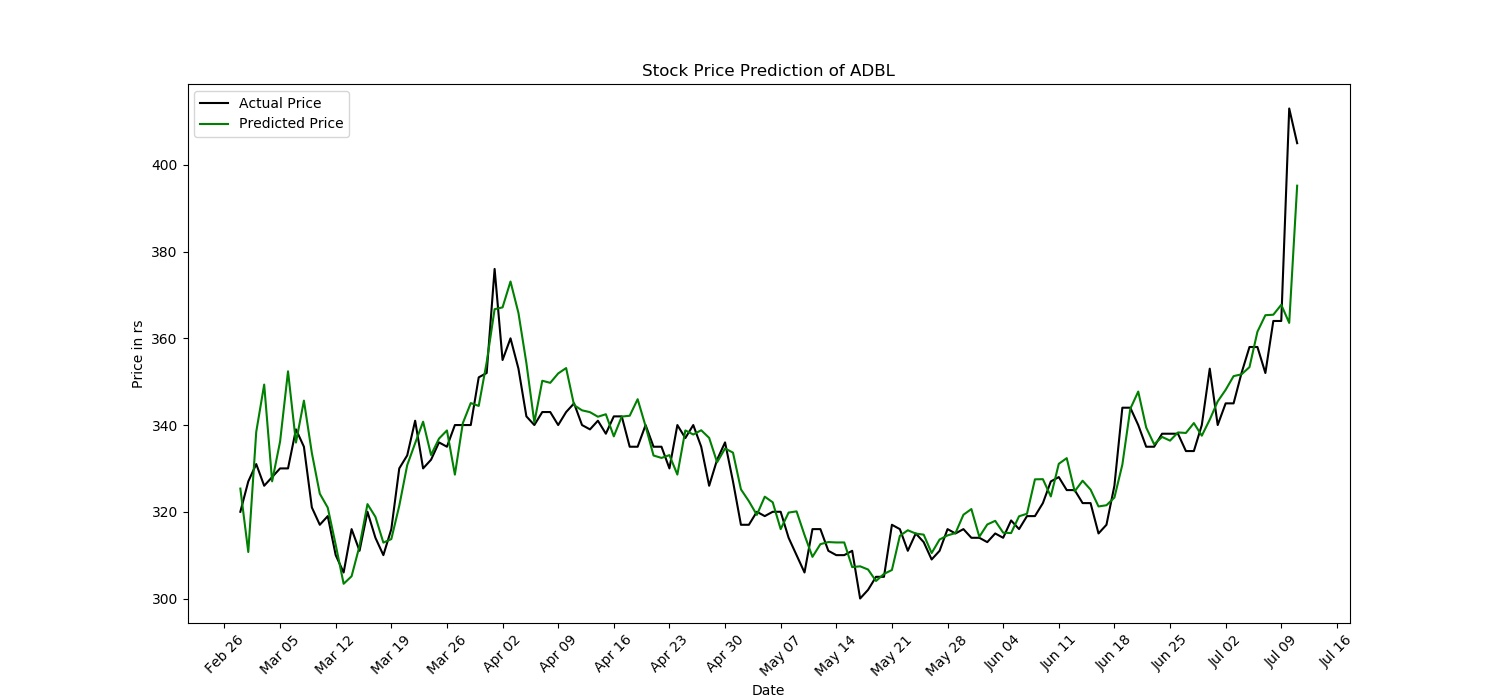 Stock Price Prediction of ADBL
Actual Price
Predicted Price
Price in rs
400
380
360
340
320
300
Feb 26
Mar 05
Mar 12
Mar 19
Mar 26
Apr 02
Apr 09
Apr 16
Apr 23
Apr 30
May 07
May 14
May 21
May 28
Jun 04
Jun 11
Jun 18
Jun 25
Jul 02
Jul 09
Jul 16
Date